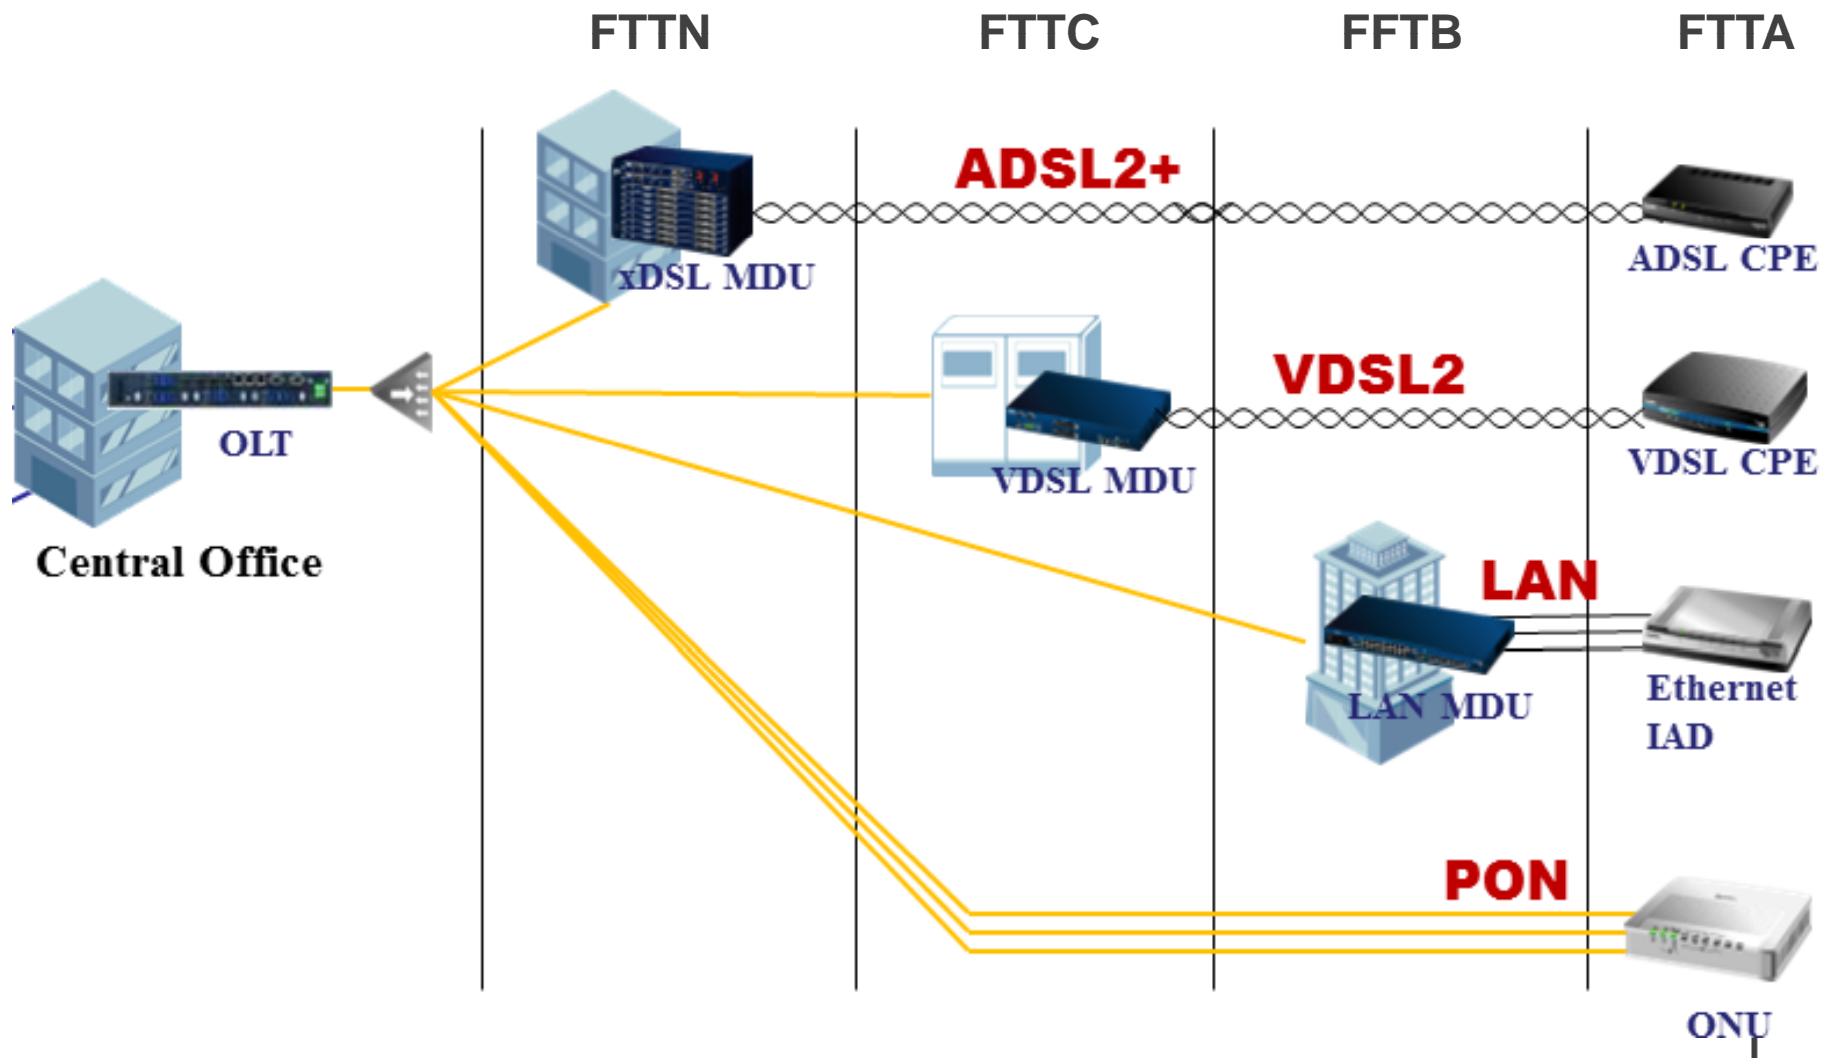 FTTN FTTC FFTB FTTA
ADSL2+
xDSL MDU
ADSL CPE
OLT
VDSL2
VDSL MDU
VDSL CPE
Central Office
LAN
LAN MDU
Ethernet
IAD
PON
ONU